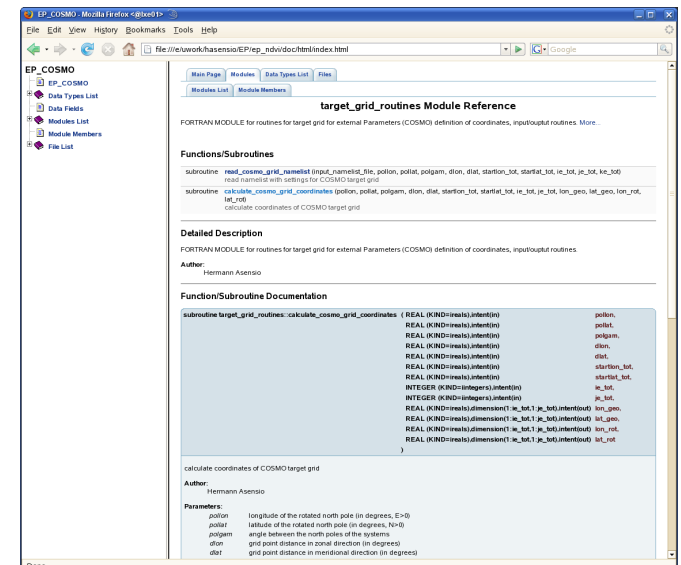 EP_COSMO - Mozilla Firefox <@lxe01>
File Edit View History Bookmarks Tools Help
file:///e/uwork/hasensio/EP/ep_ndvi/doc/html/index.html
Google
EP_COSMO
EP_COSMO
Data Types List
Data Fields
Modules List
Module Members
File List
Main Page Modules Data Types List Files
Modules List Module Members
target_grid_routines Module Reference
FORTRAN MODULE for routines for target grid for external Parameters (COSMO) definition of coordinates, input/ouptut routines. More...
Functions/Subroutines
subroutine read_cosmo_grid_namelist (input_namelist_file, pollon, pollat, polgam, dlon, dlat, startlon_tot, startlat_tot, ie_tot, je_tot, ke_tot)
read namelist with settings for COSMO target grid
subroutine calculate_cosmo_grid_coordinates (pollon, pollat, polgam, dlon, dlat, startlon_tot, startlat_tot, ie_tot, je_tot, lon_geo, lat_geo, lon_rot,
lat_rot)
calculate coordinates of COSMO target grid
Detailed Description
FORTRAN MODULE for routines for target grid for external Parameters (COSMO) definition of coordinates, input/ouptut routines.
Author:
Hermann Asensio
Function/Subroutine Documentation
subroutine target_grid_routines::calculate_cosmo_grid_coordinates ( REAL (KIND=ireals),intent(in) pollon,
REAL (KIND=ireals),intent(in) pollat,
REAL (KIND=ireals),intent(in) polgam,
REAL (KIND=ireals),intent(in) dlon,
REAL (KIND=ireals),intent(in) dlat,
REAL (KIND=ireals),intent(in) startlon_tot,
REAL (KIND=ireals),intent(in) startlat_tot,
INTEGER (KIND=iintegers),intent(in) ie_tot,
INTEGER (KIND=iintegers),intent(in) je_tot,
REAL (KIND=ireals),dimension(1:ie_tot,1:je_tot),intent(out) lon_geo,
REAL (KIND=ireals),dimension(1:ie_tot,1:je_tot),intent(out) lat_geo,
REAL (KIND=ireals),dimension(1:ie_tot,1:je_tot),intent(out) lon_rot,
REAL (KIND=ireals),dimension(1:ie_tot,1:je_tot),intent(out) lat_rot
)
calculate coordinates of COSMO target grid
Author:
Hermann Asensio
Parameters:
pollon longitude of the rotated north pole (in degrees, E>0)
pollat latitude of the rotated north pole (in degrees, N>0)
polgam angle between the north poles of the systems
dlon grid point distance in zonal direction (in degrees)
dlat grid point distance in meridional direction (in degrees)